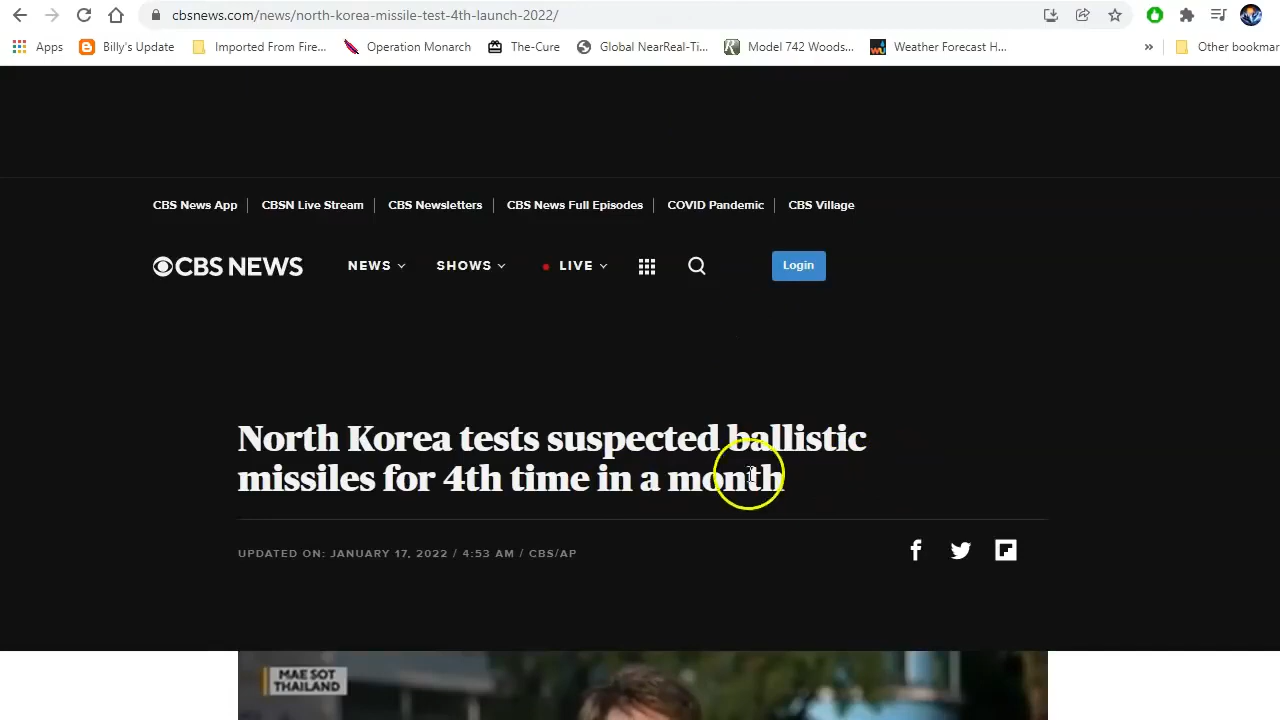 cbsnews.com/news/north-korea-missile-test-4th-launch-2022/
Apps Billy's Update Imported From Fire... Operation Monarch The-Cure Global NearReal-Ti... Model 742 Woods... Weather Forecast H... » Other bookmar
CBS News App CBSN Live Stream CBS Newsletters CBS News Full Episodes COVID Pandemic CBS Village
CBS NEWS NEWS SHOWS LIVE Login
North Korea tests suspected ballistic
missiles for 4th time in a month
UPDATED ON: JANUARY 17, 2022 / 4:53 AM / CBS/AP
MAE SOT
THAILAND